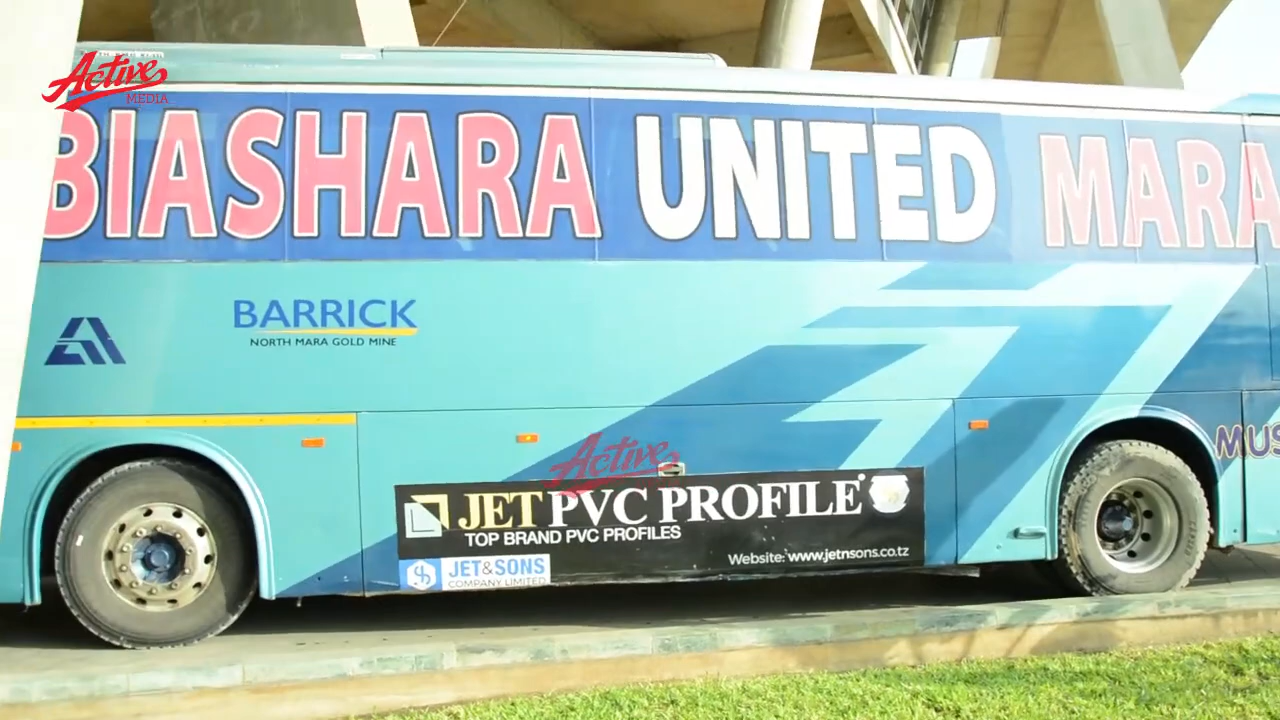 Active
MEDIA
BIASHARA UNITED MARA
BARRICK
NORTH MARA GOLD MINE
MUS
Active
JET PVC PROFILE
TOP BRAND PVC PROFILES
Website: www.jetnsons.co.tz
JET&SONS
COMPANY LIMITED